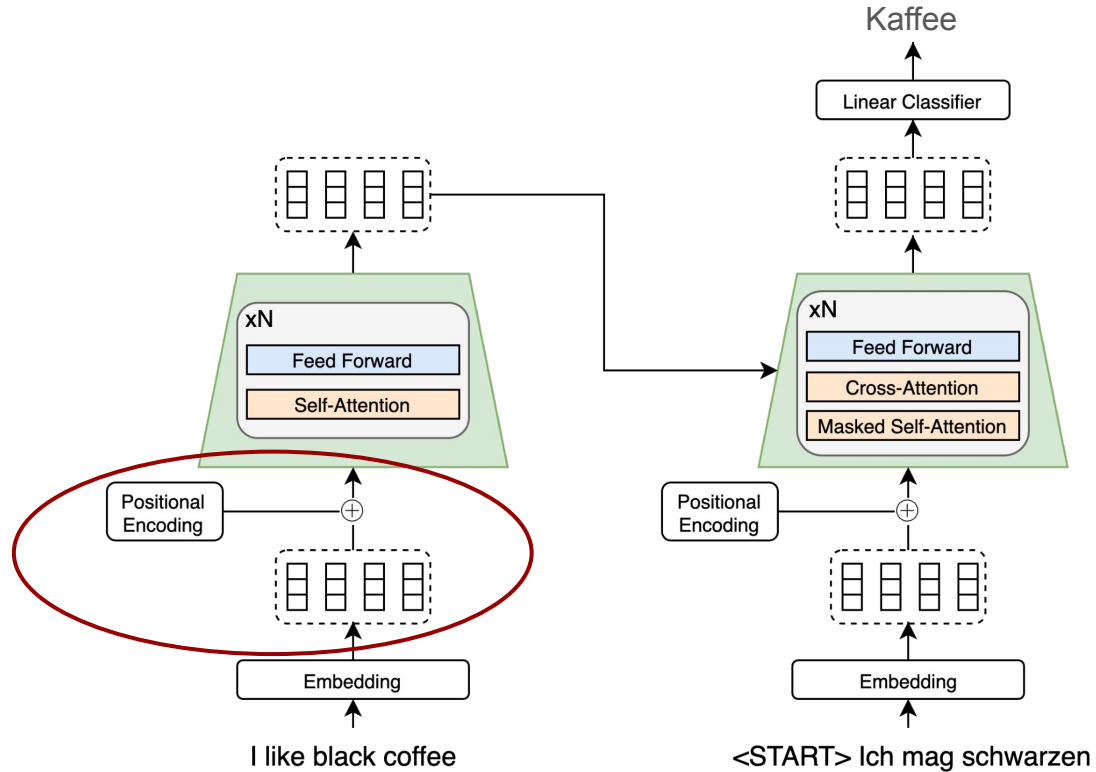 Kaffee
Linear Classifier
xN
Feed Forward
Self-Attention
xN
Feed Forward
Cross-Attention
Masked Self-Attention
Positional
Encoding
Positional
Encoding
Embedding
Embedding
I like black coffee
<START> Ich mag schwarzen